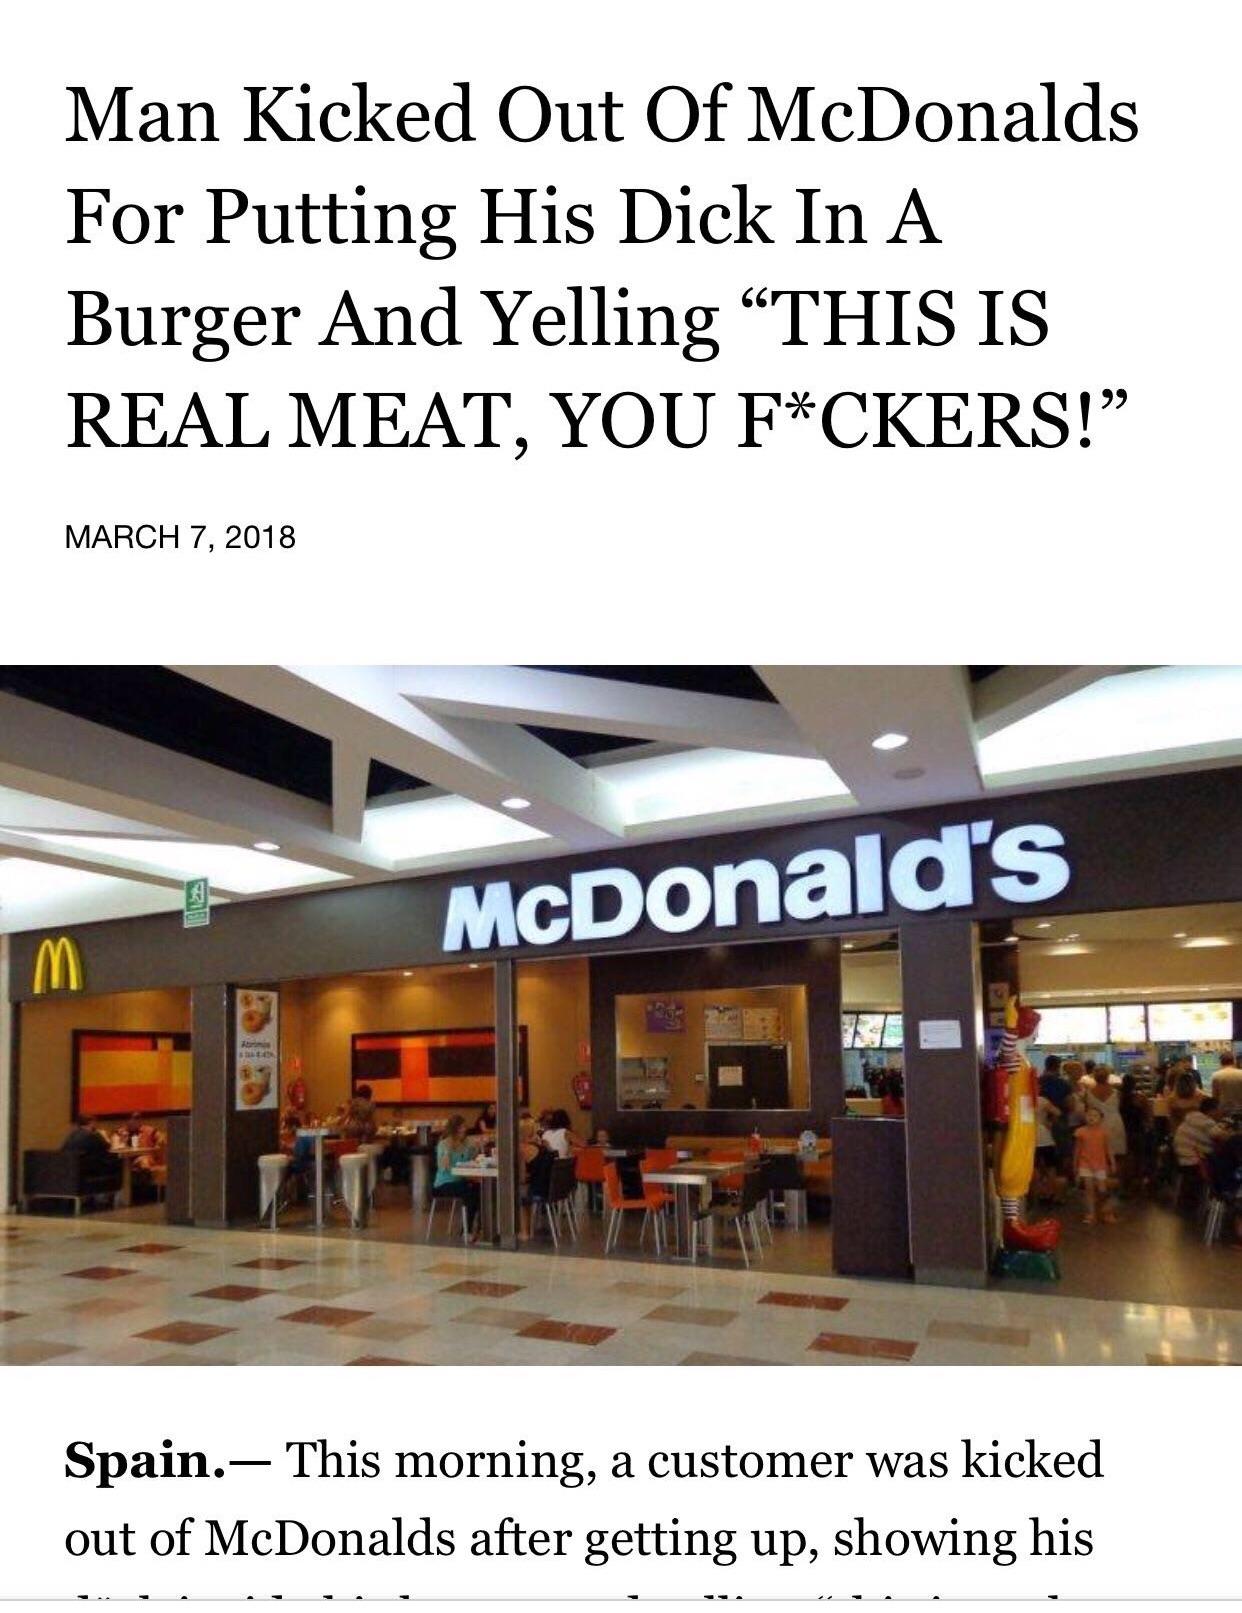 Man Kicked Out Of McDonalds
For Putting His Dick In A
Burger And Yelling “THIS IS
REAL MEAT, YOU F*CKERS!”
MARCH 7, 2018
McDonald's
Abrimos
Spain.— This morning, a customer was kicked
out of McDonalds after getting up, showing his